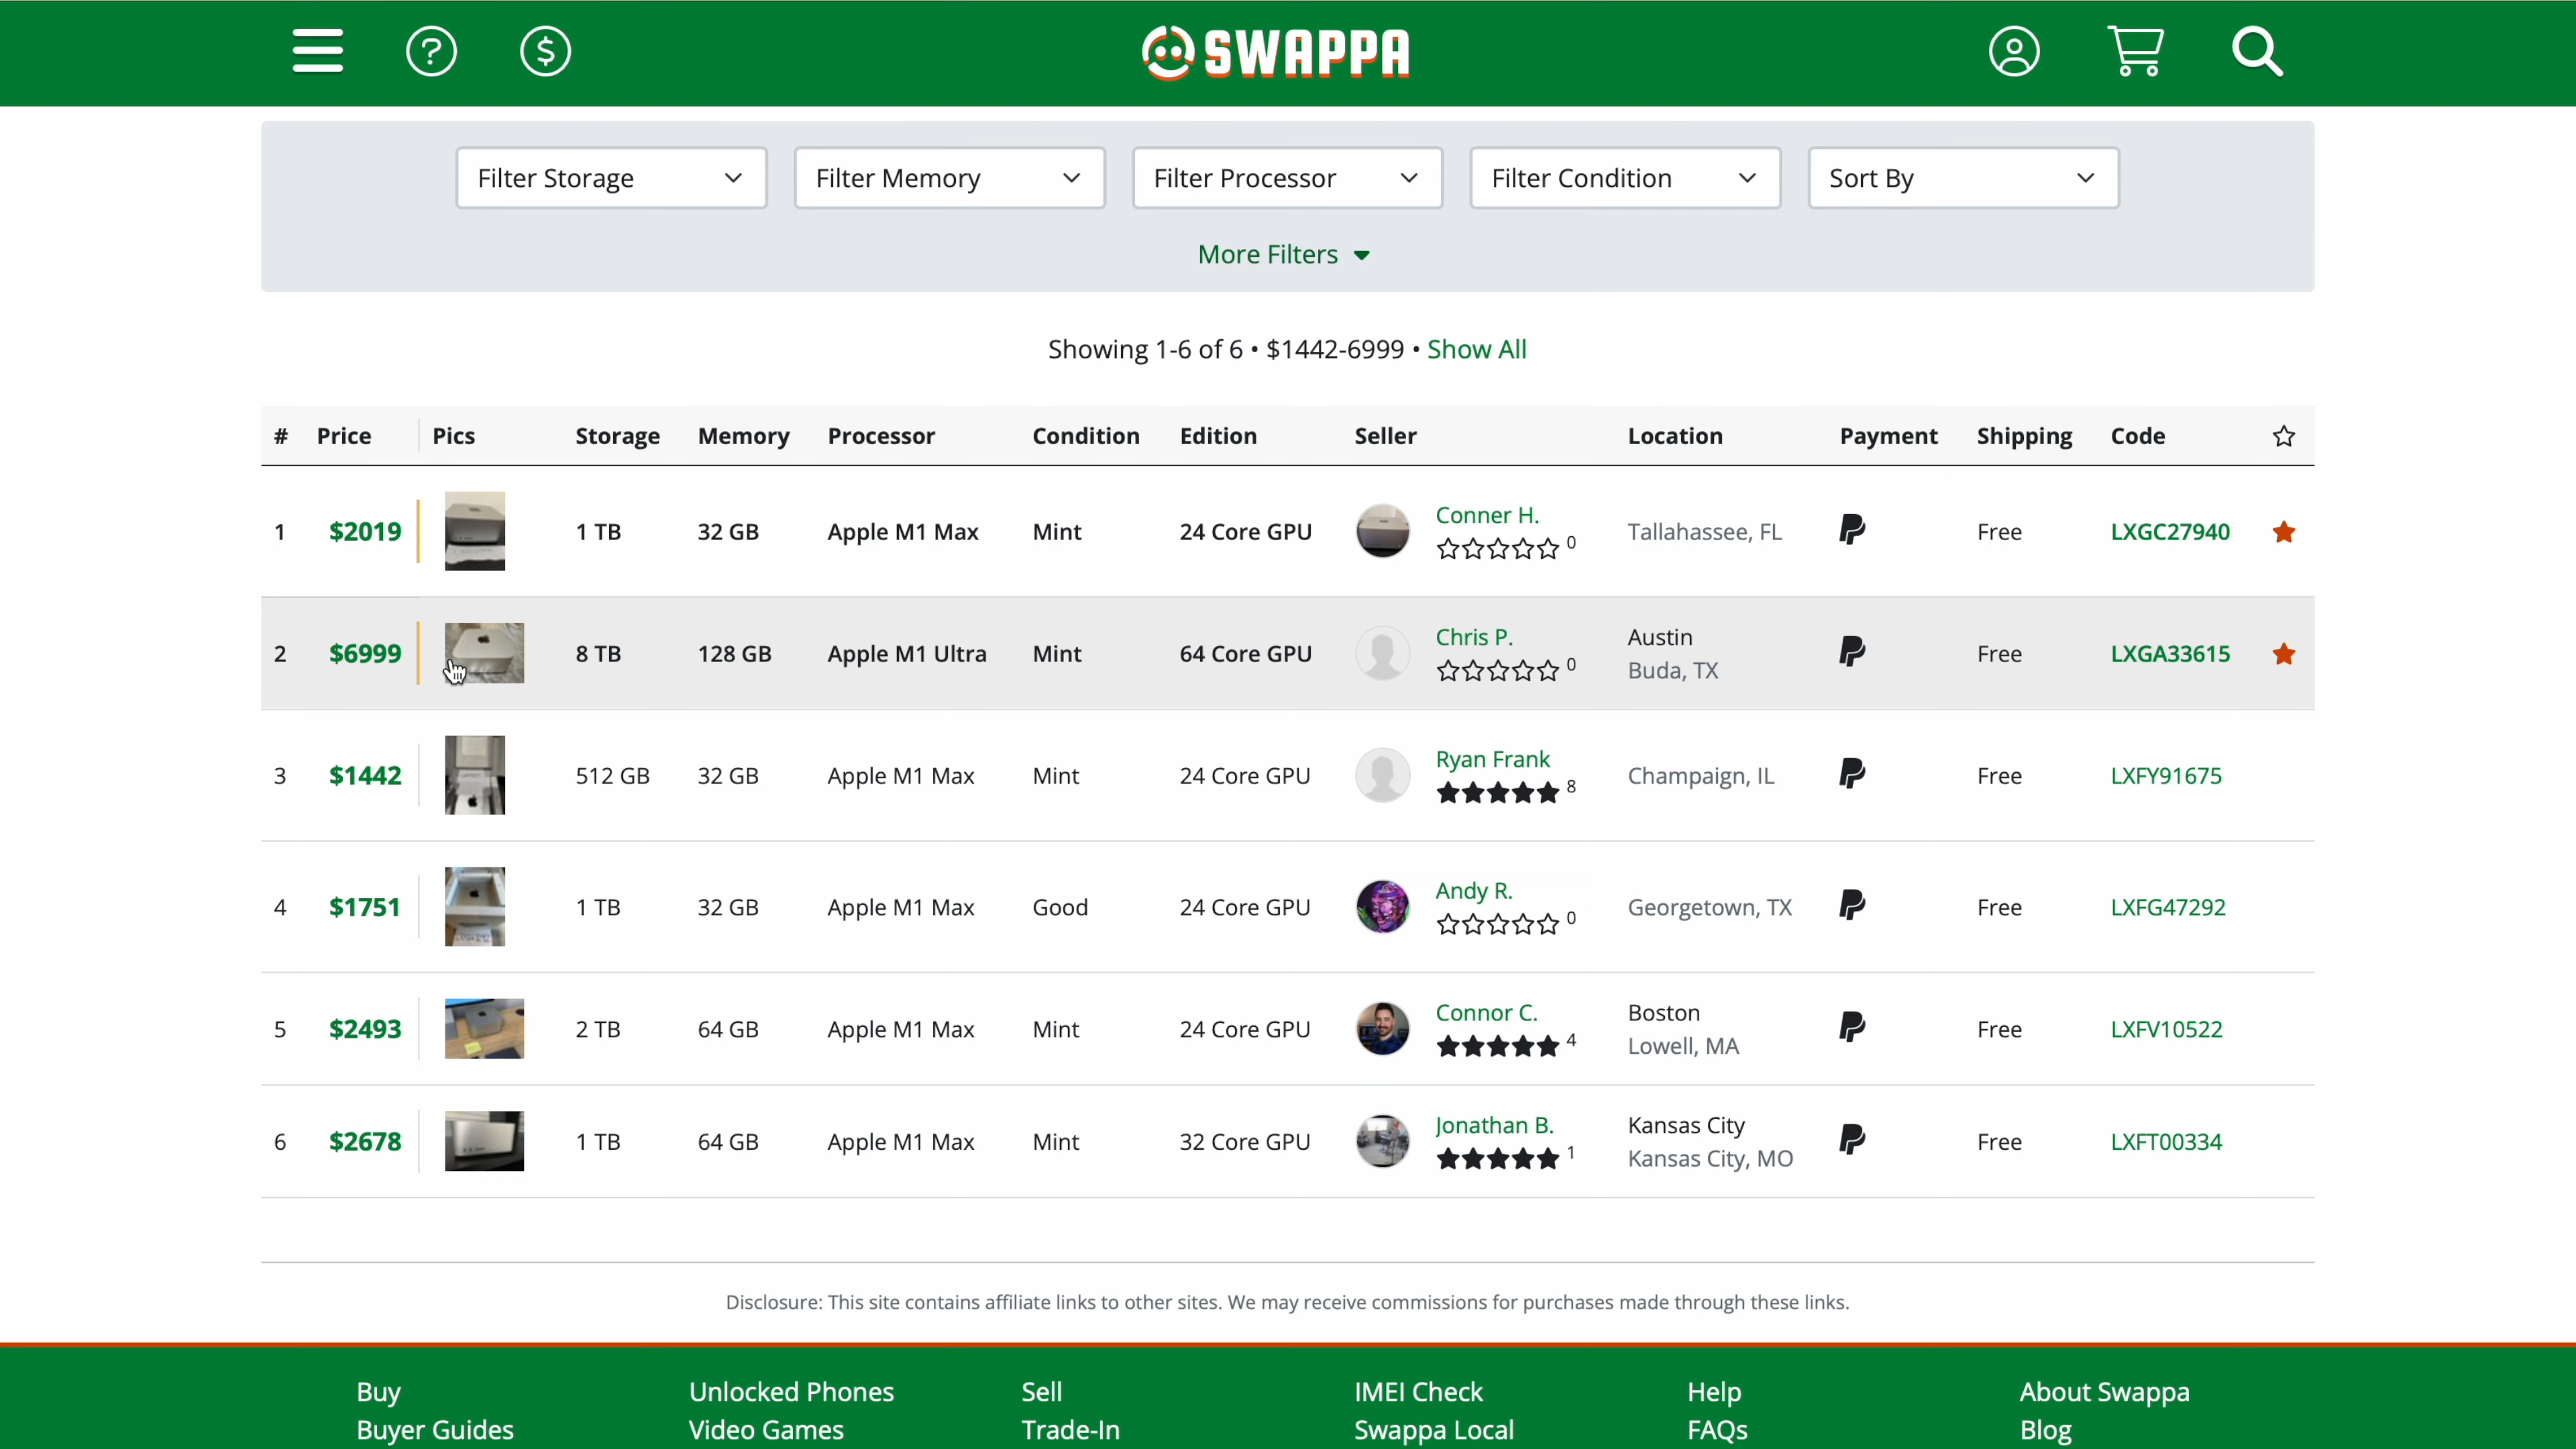 SWAPPA
Filter Storage Filter Memory Filter Processor Filter Condition Sort By
More Filters
Showing 1-6 of 6 • $1442-6999 • Show All
# Price Pics Storage Memory Processor Condition Edition Seller Location Payment Shipping Code
1 $2019 1 TB 32 GB Apple M1 Max Mint 24 Core GPU Conner H. 0 Tallahassee, FL Free LXGC27940
2 $6999 8 TB 128 GB Apple M1 Ultra Mint 64 Core GPU Chris P. 0 Austin Buda, TX Free LXGA33615
3 $1442 512 GB 32 GB Apple M1 Max Mint 24 Core GPU Ryan Frank 8 Champaign, IL Free LXFY91675
4 $1751 1 TB 32 GB Apple M1 Max Good 24 Core GPU Andy R. 0 Georgetown, TX Free LXFG47292
5 $2493 2 TB 64 GB Apple M1 Max Mint 24 Core GPU Connor C. 4 Boston Lowell, MA Free LXFV10522
6 $2678 1 TB 64 GB Apple M1 Max Mint 32 Core GPU Jonathan B. 1 Kansas City Kansas City, MO Free LXFT00334
Disclosure: This site contains affiliate links to other sites. We may receive commissions for purchases made through these links.
Buy Unlocked Phones Sell IMEI Check Help About Swappa
Buyer Guides Video Games Trade-In Swappa Local FAQs Blog